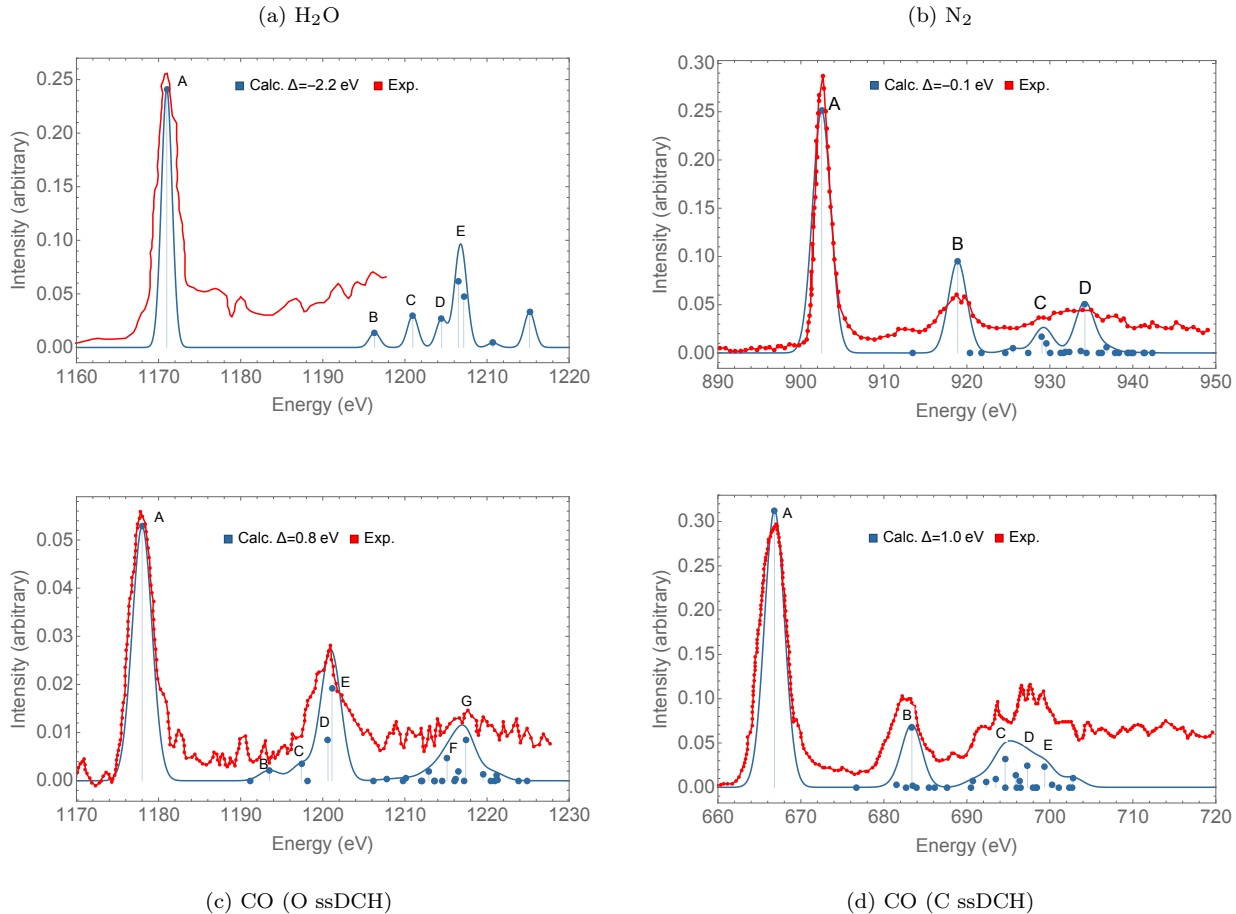 (a) H₂O
(b) N₂
Calc. Δ=−2.2 eV
Exp.
A
B
C
D
E
0.25
0.20
0.15
0.10
0.05
0.00
1160
1170
1180
1190
1200
1210
1220
Intensity (arbitrary)
Energy (eV)
Calc. Δ=−0.1 eV
Exp.
A
B
C
D
0.30
0.25
0.20
0.15
0.10
0.05
0.00
890
900
910
920
930
940
950
Intensity (arbitrary)
Energy (eV)
Calc. Δ=0.8 eV
Exp.
A
B
C
D
E
F
G
0.05
0.04
0.03
0.02
0.01
0.00
1170
1180
1190
1200
1210
1220
1230
Intensity (arbitrary)
Energy (eV)
Calc. Δ=1.0 eV
Exp.
A
B
C
D
E
0.30
0.25
0.20
0.15
0.10
0.05
0.00
660
670
680
690
700
710
720
Intensity (arbitrary)
Energy (eV)
(c) CO (O ssDCH)
(d) CO (C ssDCH)